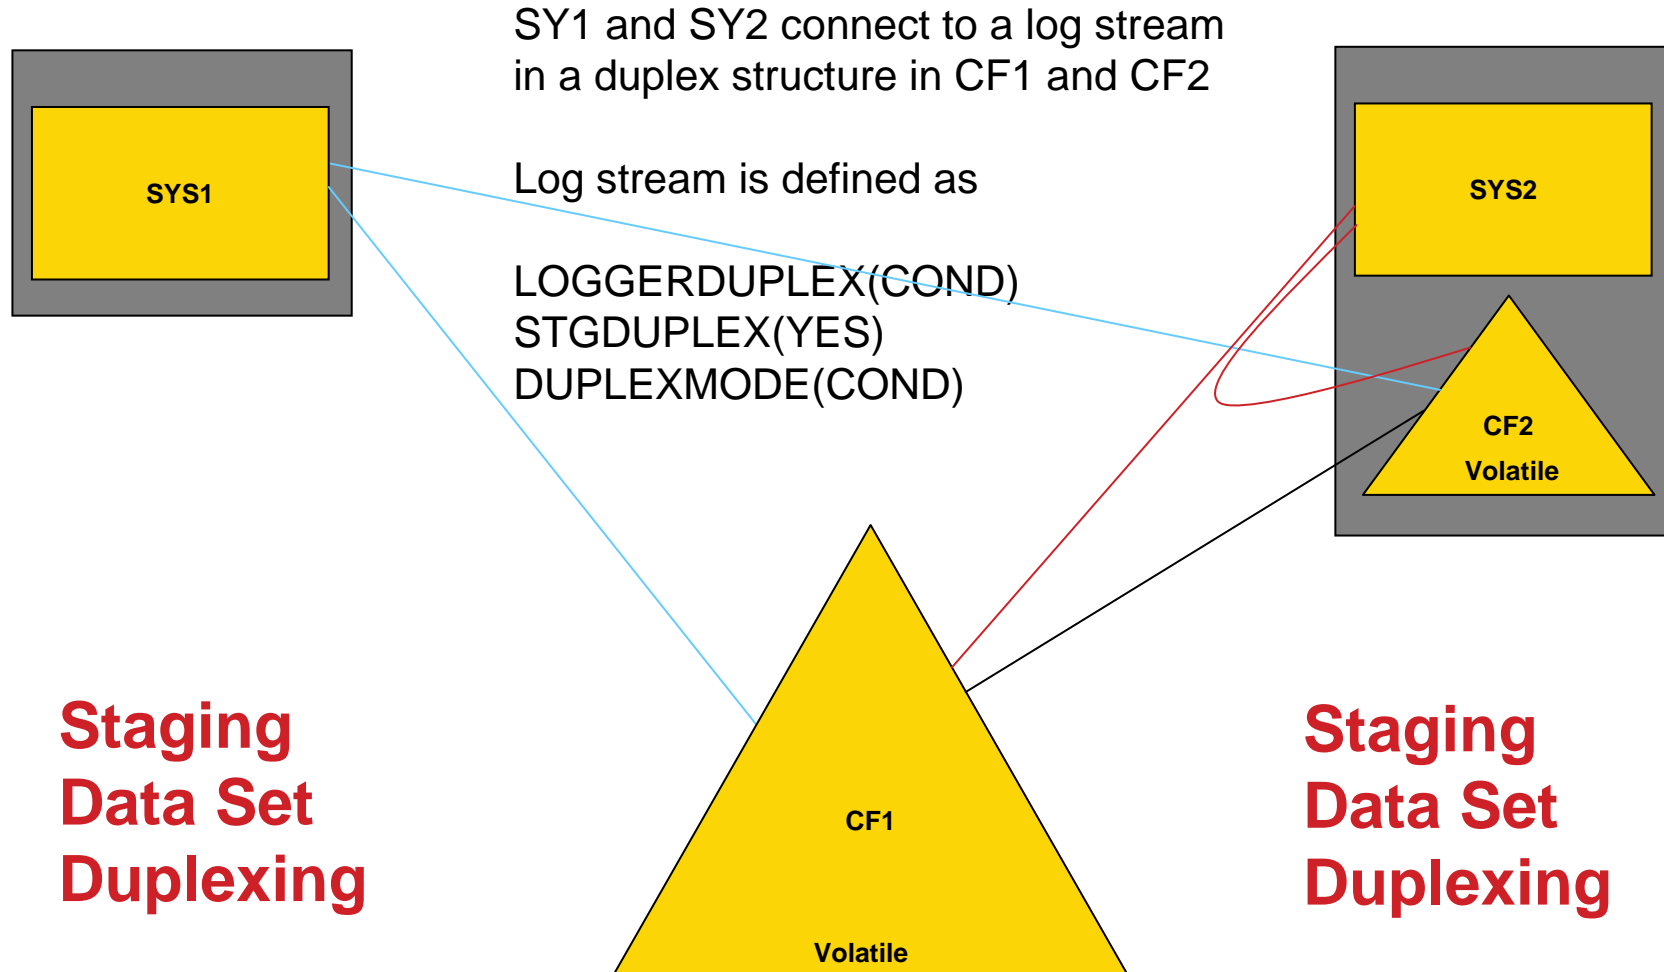 SY1 and SY2 connect to a log stream
in a duplex structure in CF1 and CF2
Log stream is defined as
LOGGERDUPLEX(COND)
STGDUPLEX(YES)
DUPLEXMODE(COND)
SYS1
SYS2
CF2
Volatile
CF1
Volatile
Staging
Data Set
Duplexing
Staging
Data Set
Duplexing